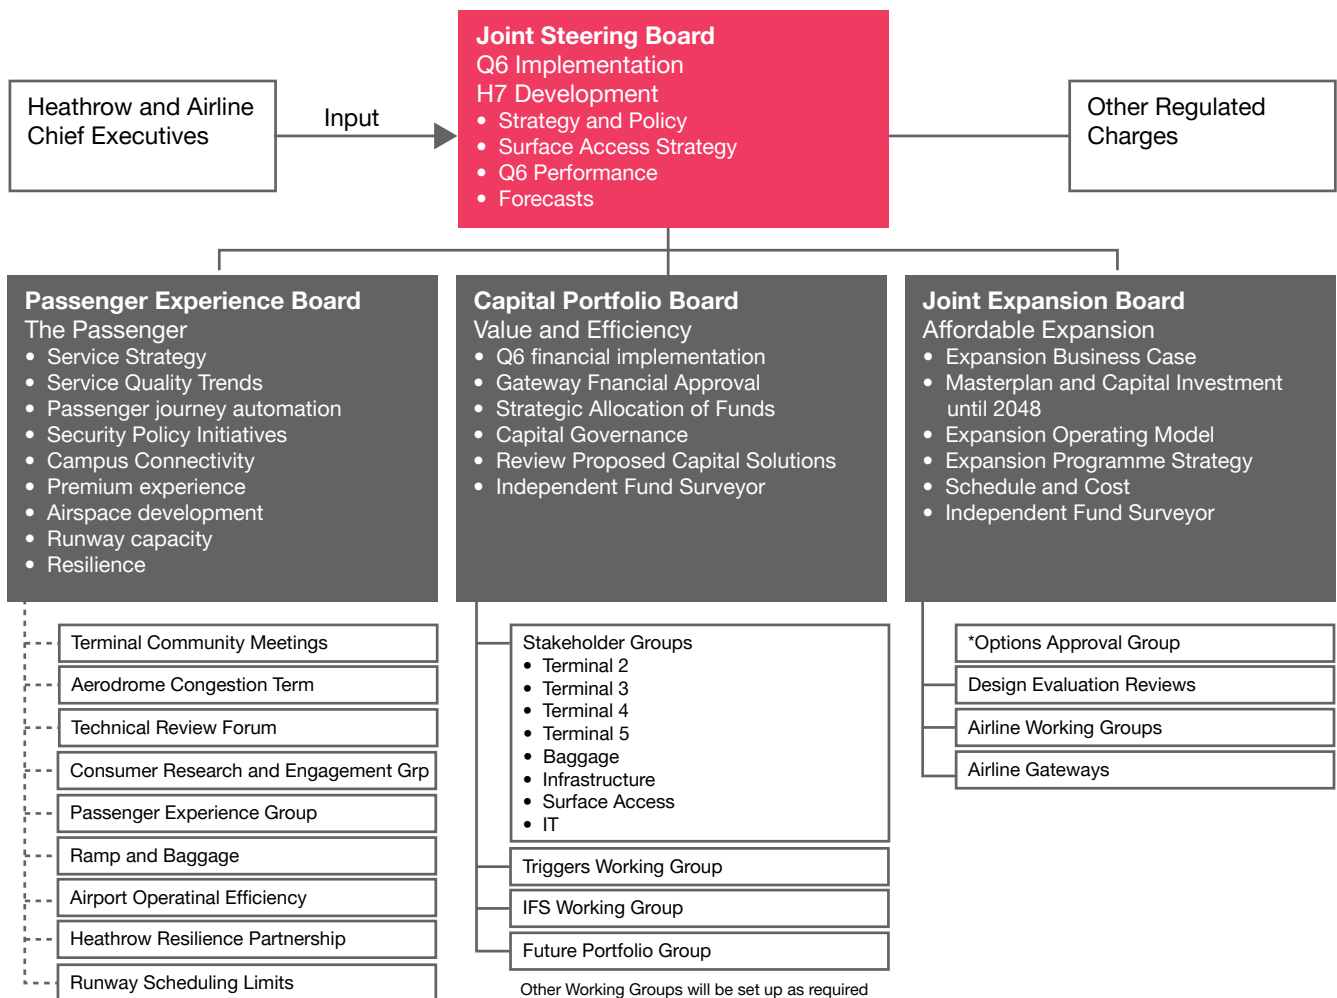 Joint Steering Board
Q6 Implementation
H7 Development
• Strategy and Policy
• Surface Access Strategy
• Q6 Performance
• Forecasts
Heathrow and Airline
Chief Executives
Input
Other Regulated
Charges
Passenger Experience Board
The Passenger
• Service Strategy
• Service Quality Trends
• Passenger journey automation
• Security Policy Initiatives
• Campus Connectivity
• Premium experience
• Airspace development
• Runway capacity
• Resilience
Capital Portfolio Board
Value and Efficiency
• Q6 financial implementation
• Gateway Fnancial Approval
• Strategic Allocation of Funds
• Capital Governance
• Review Proposed Capital Solutions
• Independent Fund Surveyor
Joint Expansion Board
Affordable Expansion
• Expansion Business Case
• Masterplan and Capital Investment
until 2048
• Expansion Operating Model
• Expansion Programme Strategy
• Schedule and Cost
• Independent Fund Surveyor
Terminal Community Meetings
Aerodrome Congestion Term
Technical Review Forum
Consumer Research and Engagement Grp
Passenger Experience Group
Ramp and Baggage
Airport Operatinal Efficiency
Heathrow Resilience Partnership
Runway Scheduling Limits
Stakeholder Groups
• Terminal 2
• Terminal 3
• Terminal 4
• Terminal 5
• Baggage
• Infrastructure
• Surface Access
• IT
Triggers Working Group
IFS Working Group
Future Portfolio Group
Other Working Groups will be set up as required
*Options Approval Group
Design Evaluation Reviews
Airline Working Groups
Airline Gateways